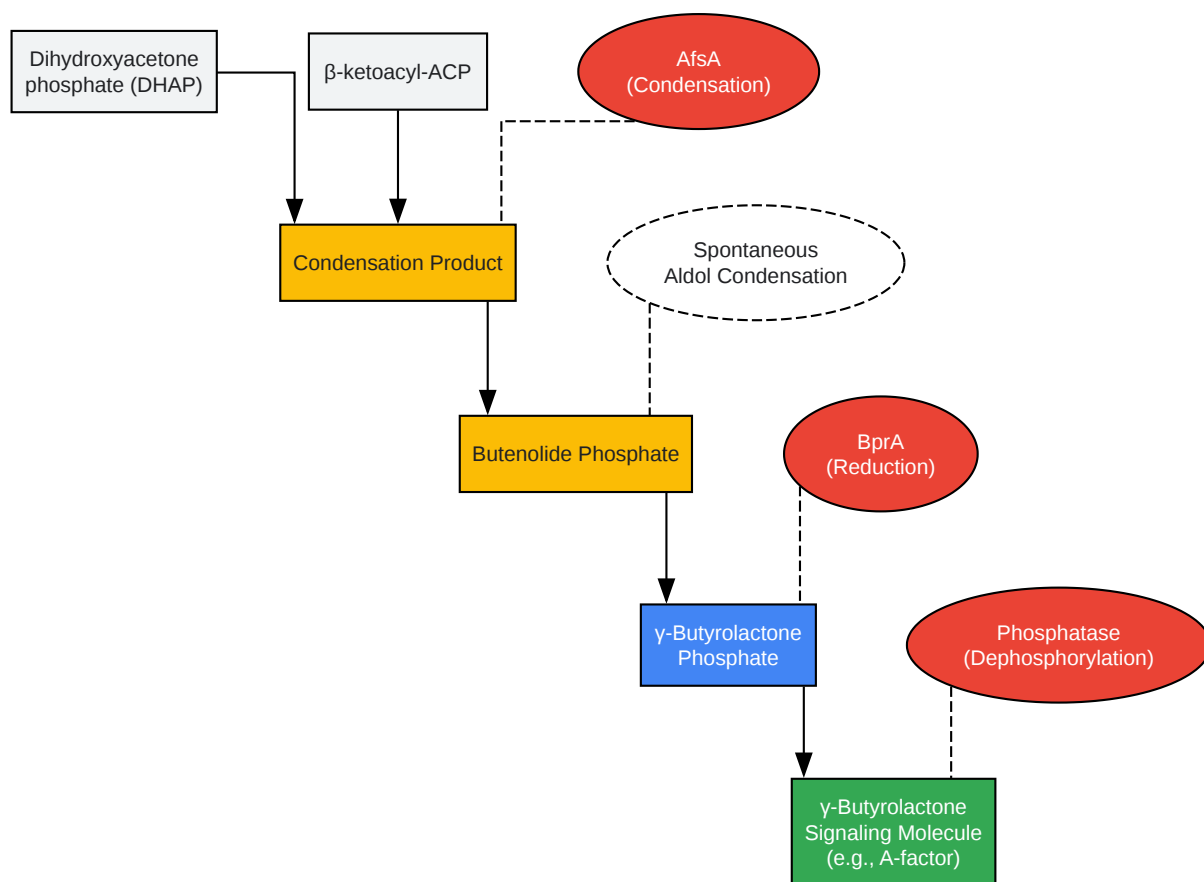 Dihydroxyacetone
phosphate (DHAP)
β-ketoacyl-ACP
AfsA
(Condensation)
Condensation Product
Spontaneous
Aldol Condensation
Butenolide Phosphate
BprA
(Reduction)
γ-Butyrolactone
Phosphate
Phosphatase
(Dephosphorylation)
γ-Butyrolactone
Signaling Molecule
(e.g., A-factor)